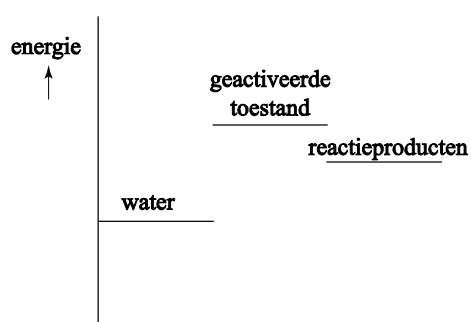 energie
geactiveerde
toestand
reactieproducten
water